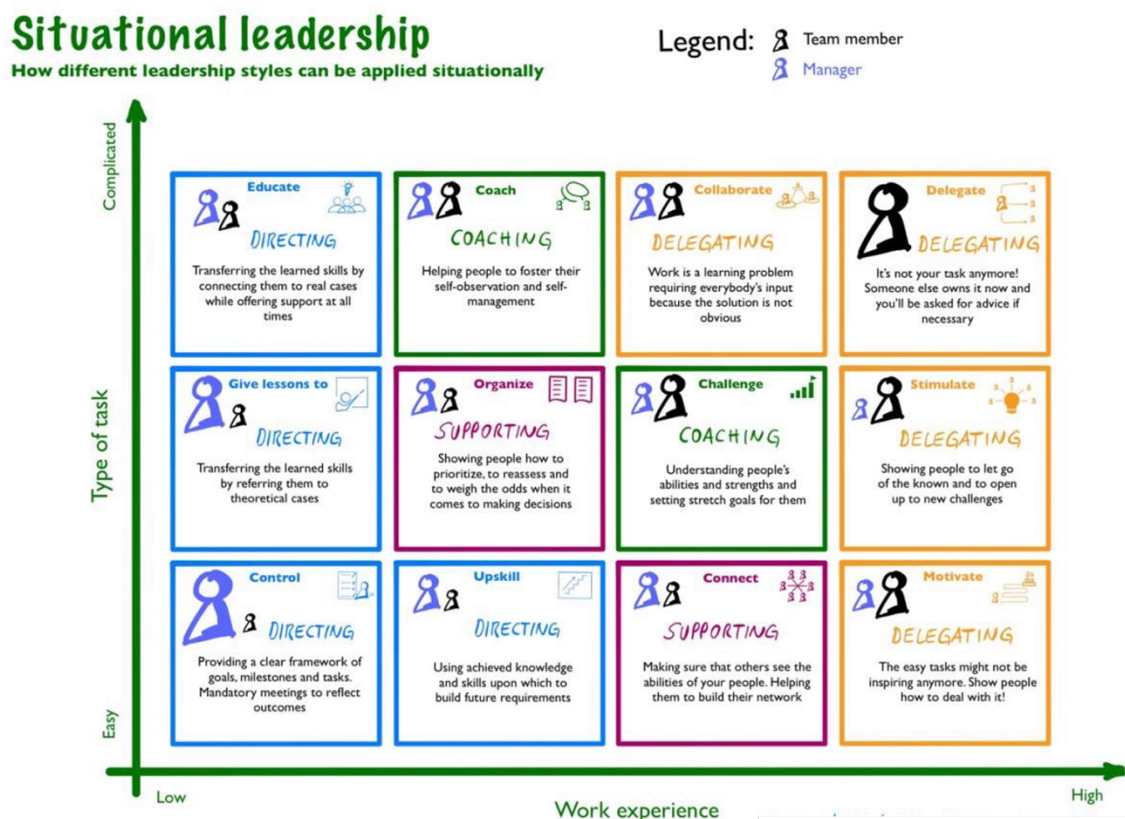 Situational leadership
How different leadership styles can be applied situationally
Legend:
Team member
Manager
Complicated
Type of task
Easy
Educate
DIRECTING
Transferring the learned skills by
connecting them to real cases
while offering support at all
times
Coach
COACHING
Helping people to foster their
self-observation and self-
management
Collaborate
DELEGATING
Work is a learning problem
requiring everybody's input
because the solution is not
obvious
Delegate
DELEGATING
It's not your task anymore!
Someone else owns it now and
you'll be asked for advice if
necessary
Give lessons to
DIRECTING
Transferring the learned skills
by referring them to
theoretical cases
Organize
SUPPORTING
Showing people how to
prioritize, to reassess and
to weigh the odds when it
comes to making decisions
Challenge
COACHING
Understanding people's
abilities and strengths and
setting stretch goals for them
Stimulate
DELEGATING
Showing people to let go
of the known and to open
up to new challenges
Control
DIRECTING
Providing a clear framework of
goals, milestones and tasks.
Mandatory meetings to reflect
outcomes
Upskill
DIRECTING
Using achieved knowledge
and skills upon which to
build future requirements
Connect
SUPPORTING
Making sure that others see the
abilities of your people. Helping
them to build their network
Motivate
DELEGATING
The easy tasks might not be
inspiring anymore. Show people
how to deal with it!
Low
Work experience
High